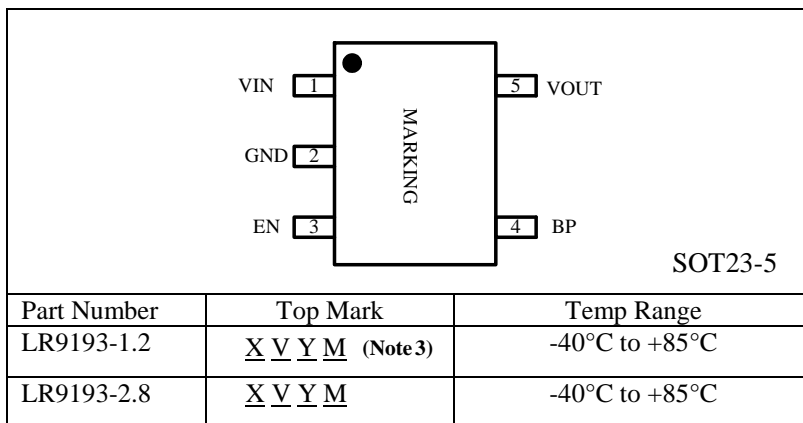 VIN 1 5 VOUT
MARKING
GND 2
EN 3 4 BP
SOT23-5
Part Number Top Mark Temp Range
LR9193-1.2 X V Y M (Note 3) -40°C to +85°C
LR9193-2.8 X V Y M -40°C to +85°C